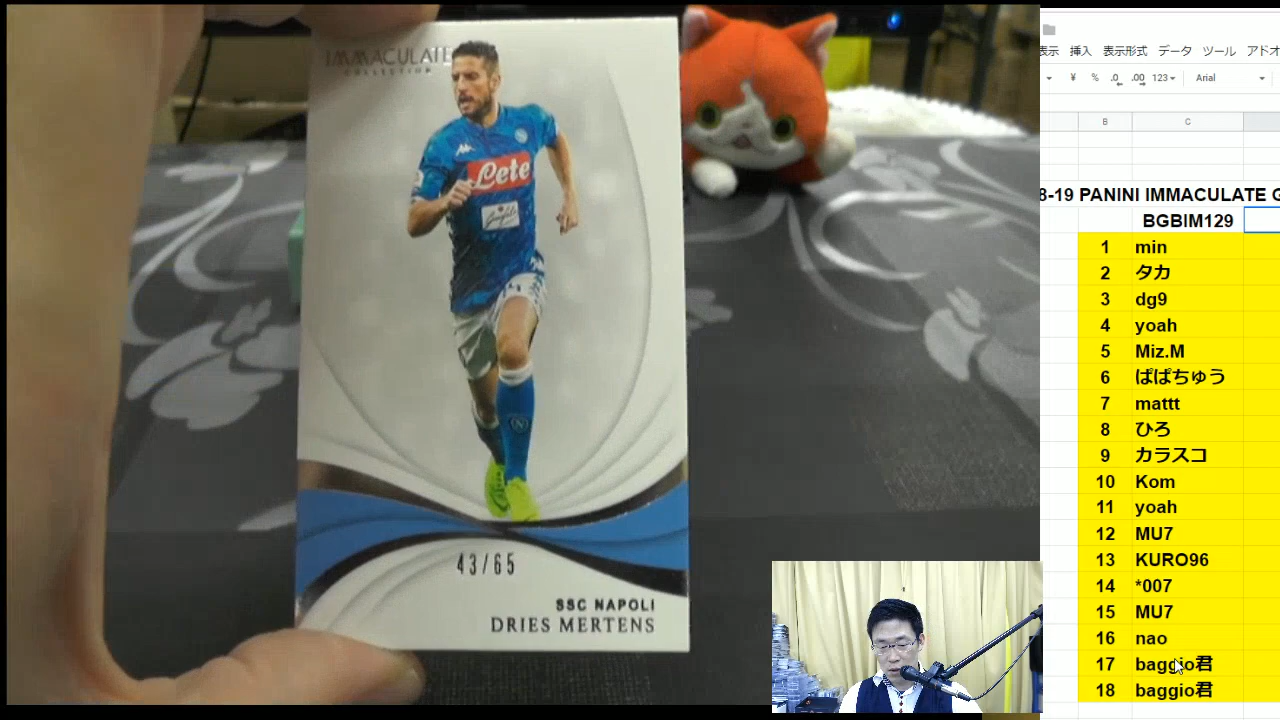 IMMACULATE
COLLECTION
Lete
43/65
SSC NAPOLI
DRIES MERTENS
表示 挿入 表示形式 データ ツール アドオ
¥ % .0 .00 123 Arial
B C
8-19 PANINI IMMACULATE G
BGBIM129
1 min
2 タカ
3 dg9
4 yoah
5 Miz.M
6 ぱぱちゅう
7 mattt
8 ひろ
9 カラスコ
10 Kom
11 yoah
12 MU7
13 KURO96
14 *007
15 MU7
16 nao
17 baggio君
18 baggio君